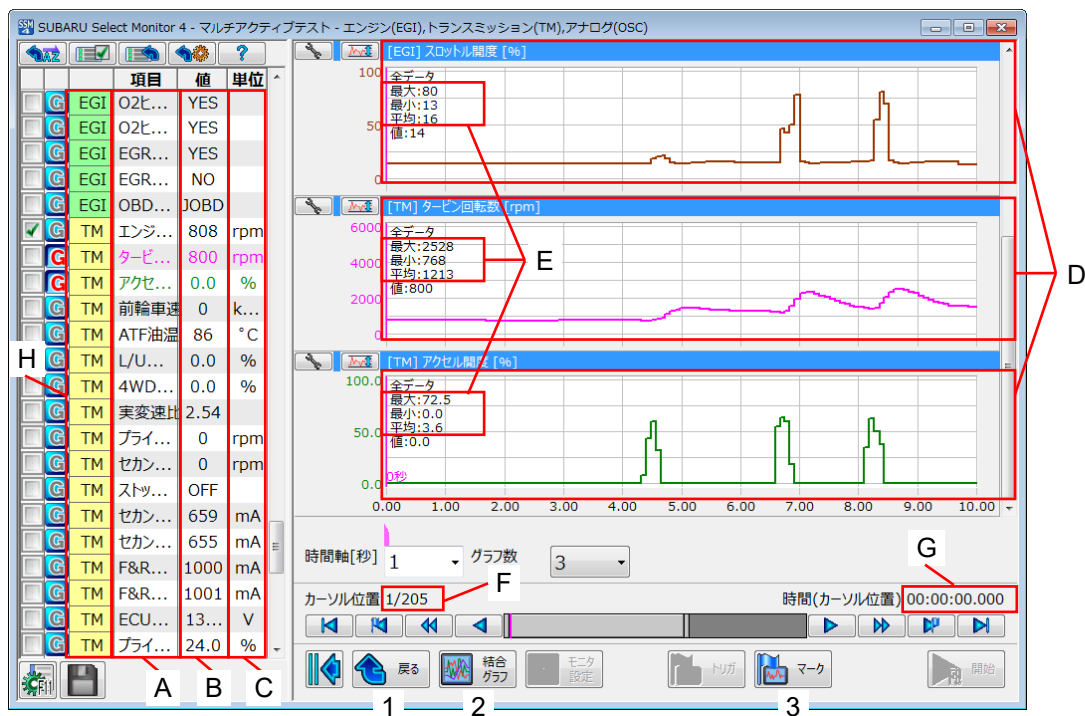 SUBARU Select Monitor 4 - マルチアクティブテスト - エンジン(EGI),トランスミッション(TM),アナログ(OSC)
AZ
?
項目 値 単位
G EGI O2ヒ... YES
G EGI O2ヒ... YES
G EGI EGR... YES
G EGI EGR... NO
G EGI OBD... JOBD
G TM エンジ... 808 rpm
G TM タービ... 800 rpm
G TM アクセ... 0.0 %
G TM 前輪車速 0 k...
G TM ATF油温 86 °C
G TM L/U... 0.0 %
G TM 4WD... 0.0 %
G TM 実変速比 2.54
G TM プライ... 0 rpm
G TM セカン... 0 rpm
G TM ストッ... OFF
G TM セカン... 659 mA
G TM セカン... 655 mA
G TM F&R... 1000 mA
G TM F&R... 1001 mA
G TM ECU... 13... V
G TM プライ... 24.0 %
H
A B C
F11
[EGI] スロットル開度 [%]
100
50
0
全データ
最大:80
最小:13
平均:16
値:14
[TM] タービン回転数 [rpm]
6000
4000
2000
0
全データ
最大:2528
最小:768
平均:1213
値:800
E
D
[TM] アクセル開度 [%]
100.0
50.0
0.0
全データ
最大:72.5
最小:0.0
平均:3.6
値:0.0
0秒
0.00 1.00 2.00 3.00 4.00 5.00 6.00 7.00 8.00 9.00 10.00
時間軸[秒] 1 グラフ数 3
F
G
カーソル位置 1/205 時間(カーソル位置) 00:00:00.000
戻る
結合
グラフ
モニタ
設定
トリガ
マーク
開始
1 2 3